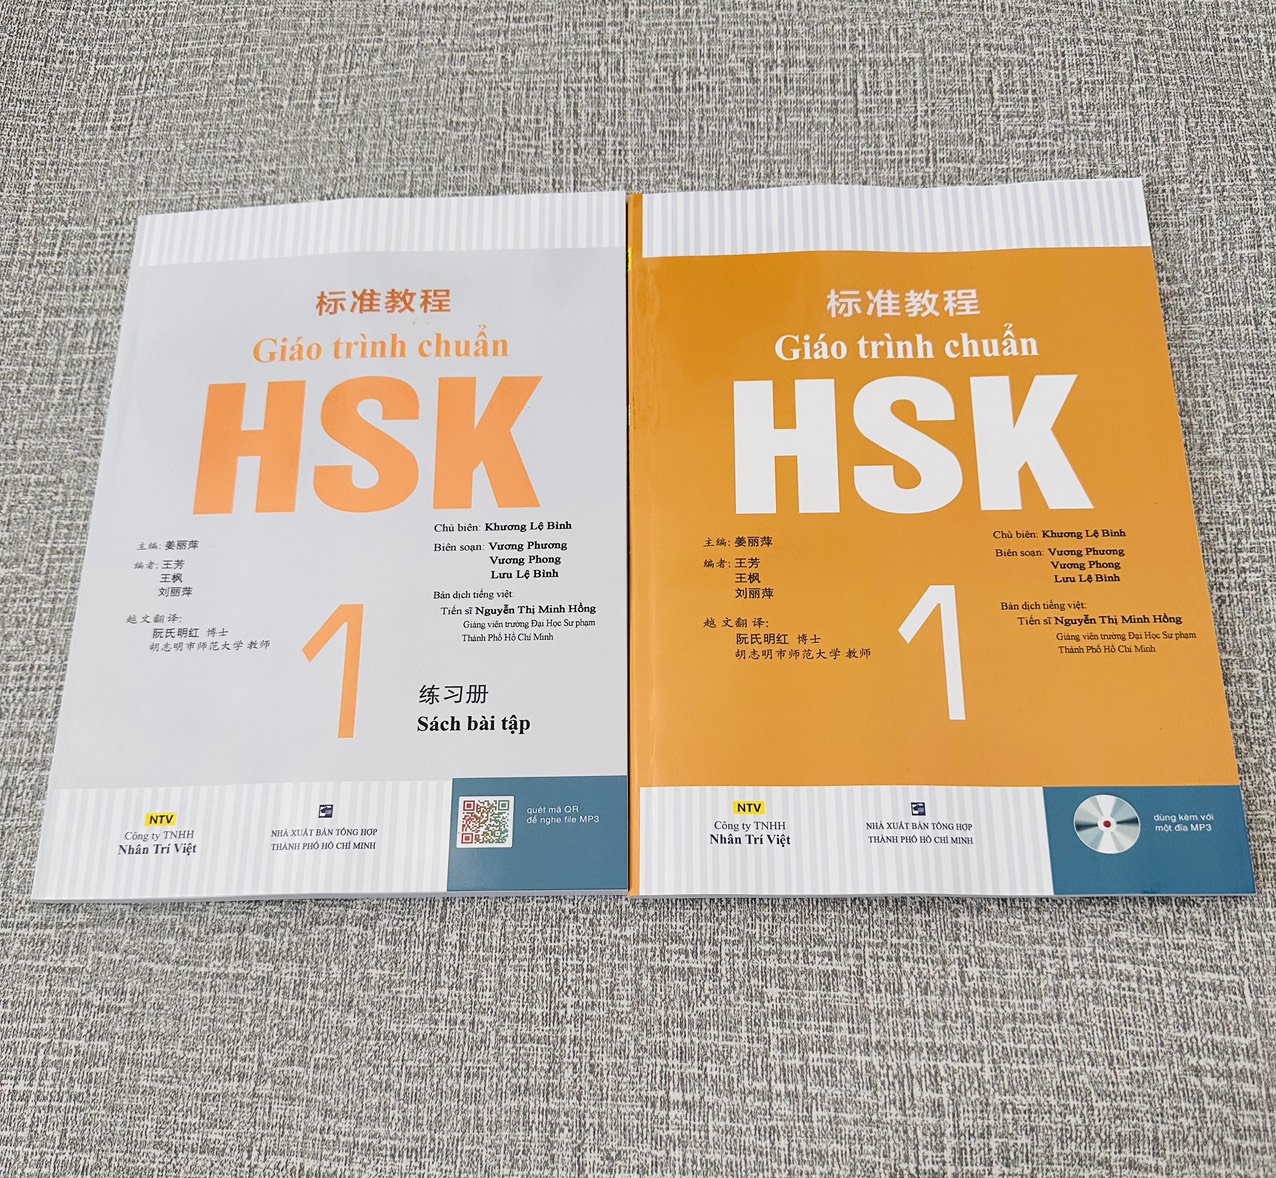 标准教程
Giáo trình chuẩn
HSK
主编: 姜丽萍
编者: 王芳
王枫
刘丽萍
越文翻译:
阮氏明红 博士
胡志明市师范大学 教师
Chủ biên: Khương Lệ Bình
Biên soạn: Vương Phương
Vương Phong
Lưu Lệ Bình
Bản dịch tiếng việt:
Tiến sĩ Nguyễn Thị Minh Hồng
Giảng viên trường Đại Học Sư phạm
Thành Phố Hồ Chí Minh
1
练习册
Sách bài tập
NTV
Công ty TNHH
Nhân Trí Việt
NHÀ XUẤT BẢN TỔNG HỢP
THÀNH PHỐ HỒ CHÍ MINH
quét mã QR
để nghe file MP3
标准教程
Giáo trình chuẩn
HSK
主编: 姜丽萍
编者: 王芳
王枫
刘丽萍
越文翻译:
阮氏明红 博士
胡志明市师范大学 教师
Chủ biên: Khương Lệ Bình
Biên soạn: Vương Phương
Vương Phong
Lưu Lệ Bình
Bản dịch tiếng việt:
Tiến sĩ Nguyễn Thị Minh Hồng
Giảng viên trường Đại Học Sư phạm
Thành Phố Hồ Chí Minh
1
NTV
Công ty TNHH
Nhân Trí Việt
NHÀ XUẤT BẢN TỔNG HỢP
THÀNH PHỐ HỒ CHÍ MINH
dùng kèm với
một đĩa MP3